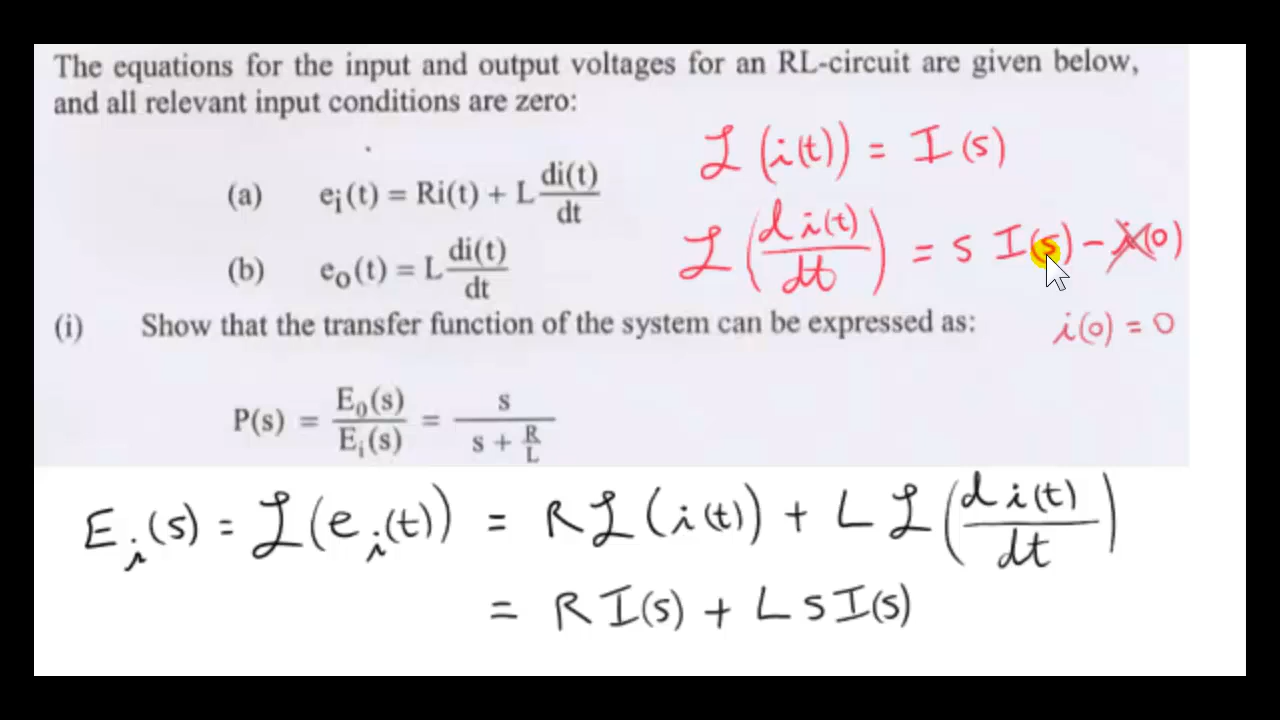 The equations for the input and output voltages for an RL-circuit are given below,
and all relevant input conditions are zero:
(a) eᵢ(t) = Ri(t) + L di(t)/dt
(b) e₀(t) = L di(t)/dt
(i) Show that the transfer function of the system can be expressed as:
P(s) = E₀(s)/Eᵢ(s) = s/(s + R/L)
ℒ(i(t)) = I(s)
ℒ(di(t)/dt) = s I(s) - i(0)
i(0) = 0
Eᵢ(s) = ℒ(eᵢ(t)) = Rℒ(i(t)) + Lℒ(di(t)/dt)
= RI(s) + LsI(s)